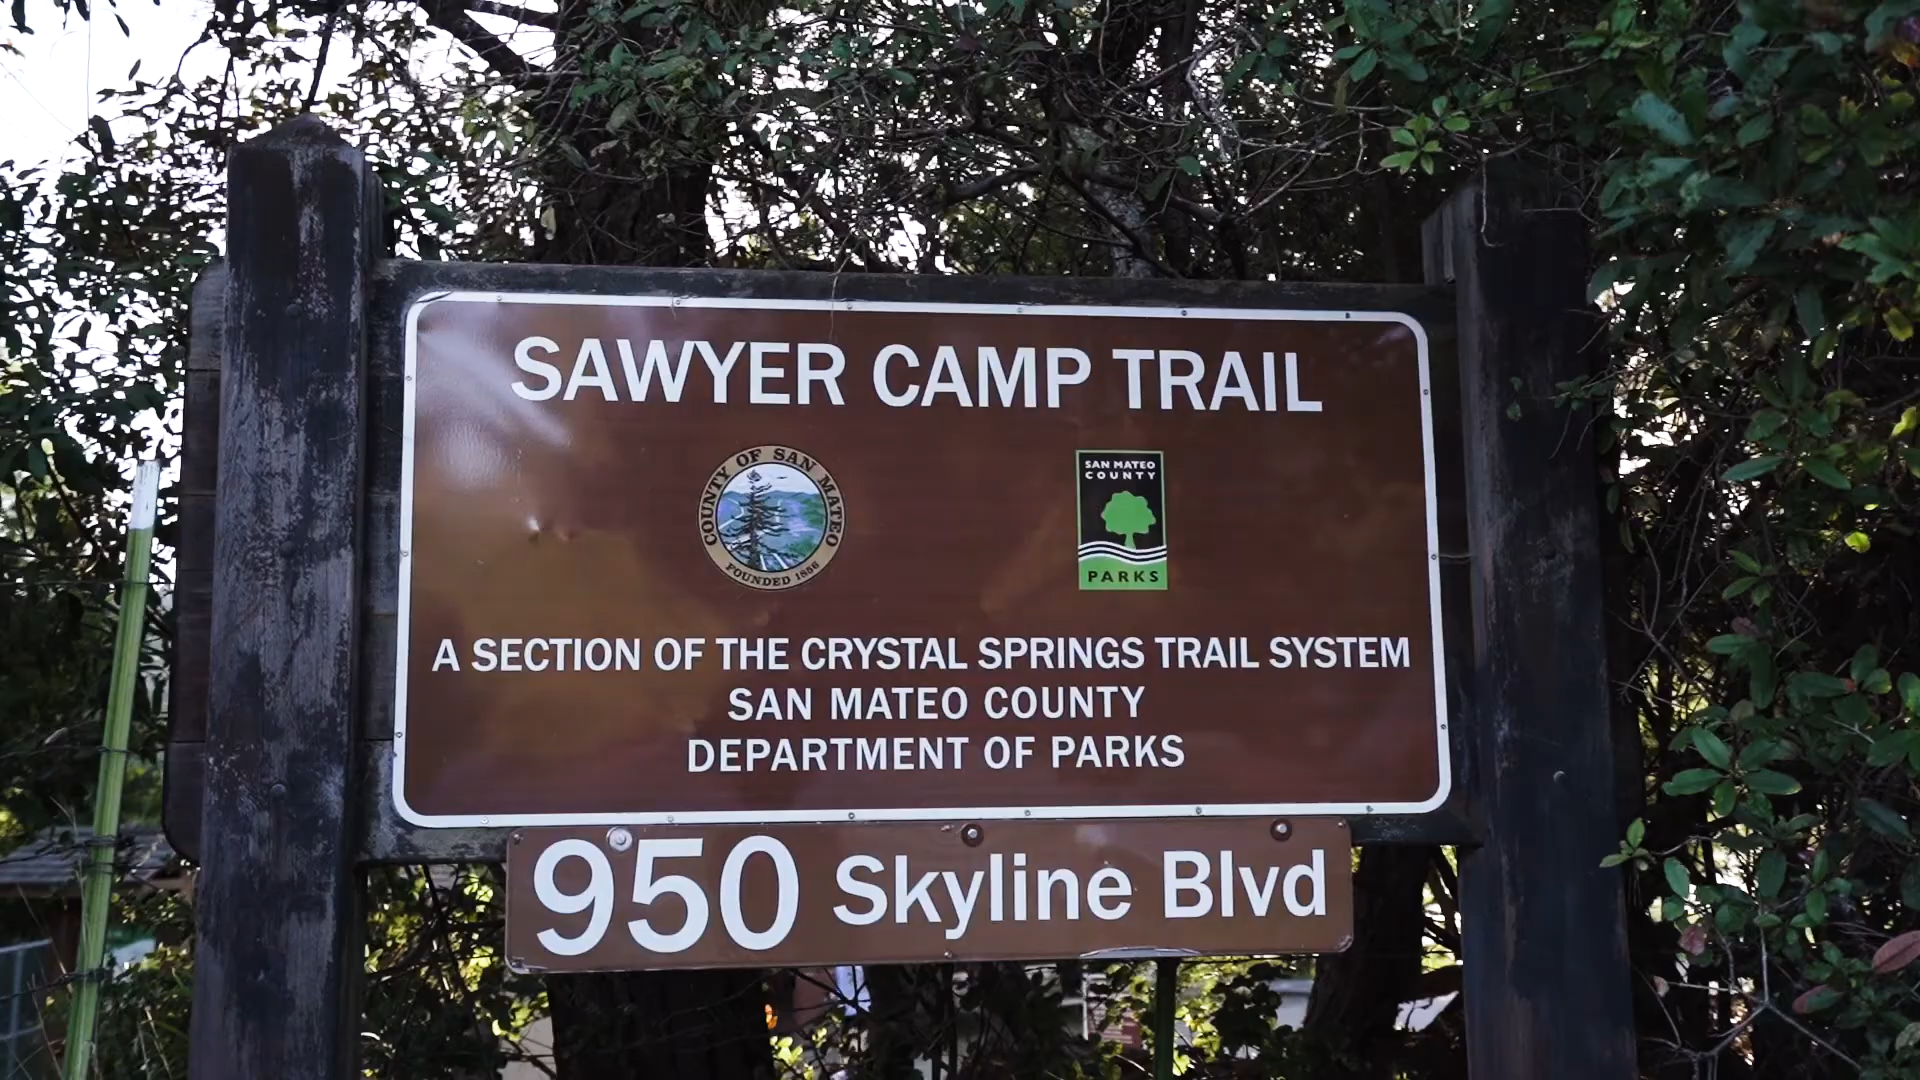 SAWYER CAMP TRAIL
COUNTY OF SAN MATEO
FOUNDED 1856
SAN MATEO
COUNTY
PARKS
A SECTION OF THE CRYSTAL SPRINGS TRAIL SYSTEM
SAN MATEO COUNTY
DEPARTMENT OF PARKS
950 Skyline Blvd